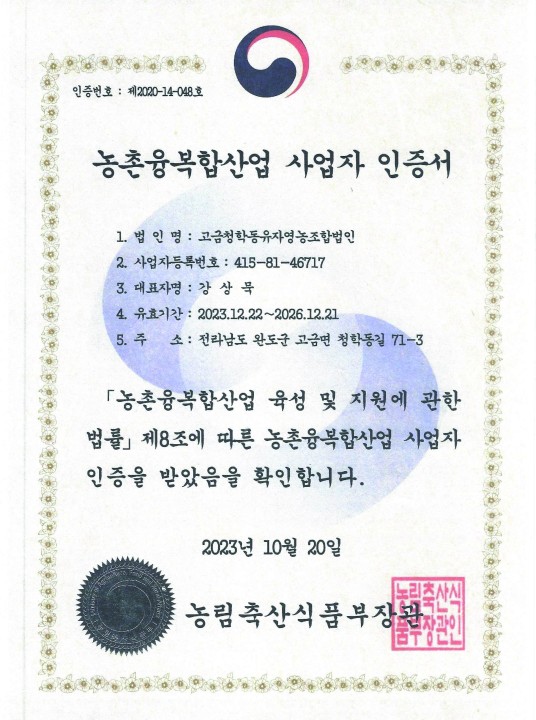 인증번호 : 제2020-14-048호
농촌융복합산업 사업자 인증서
1. 법 인 명 : 고금청학동유자영농조합법인
2. 사업자등록번호 : 415-81-46717
3. 대표자명 : 강 상 묵
4. 유효기간 : 2023.12.22~2026.12.21
5. 주 소 : 전라남도 완도군 고금면 청학동길 71-3
「농촌융복합산업 육성 및 지원에 관한
법률」 제8조에 따른 농촌융복합산업 사업자
인증을 받았음을 확인합니다.
2023년 10월 20일
농림축산식품부장관
농림축산식
품부장관인